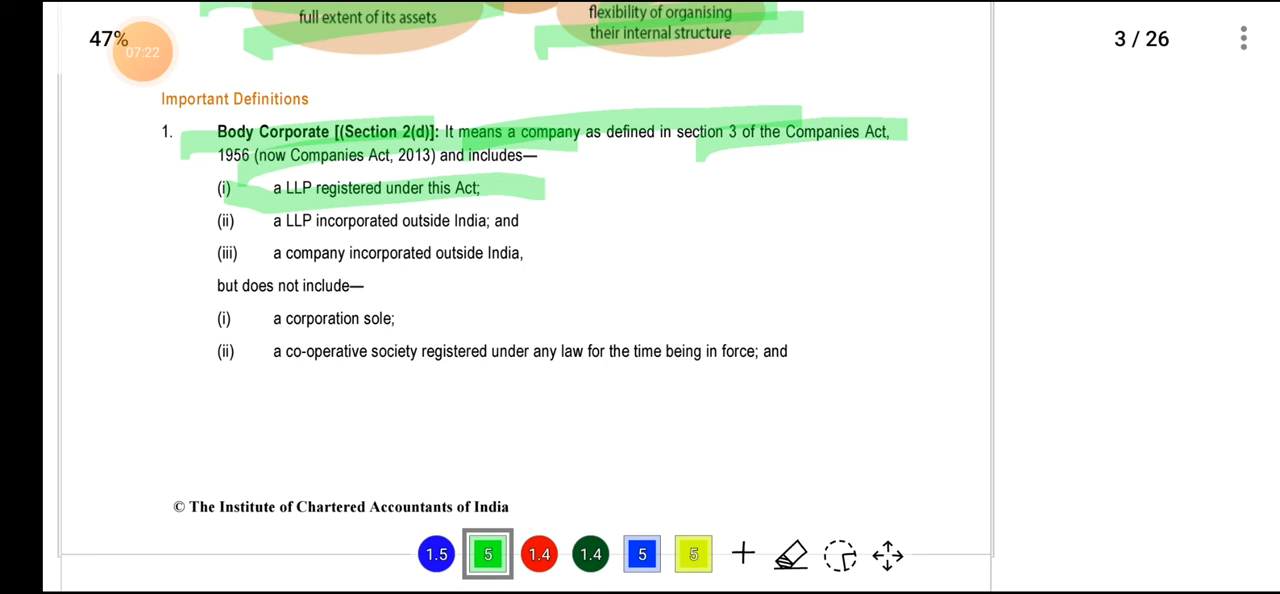 full extent of its assets
flexibility of organising
their internal structure
47%
07:22
3 / 26
Important Definitions
1. Body Corporate [(Section 2(d)]: It means a company as defined in section 3 of the Companies Act,
1956 (now Companies Act, 2013) and includes—
(i) a LLP registered under this Act;
(ii) a LLP incorporated outside India; and
(iii) a company incorporated outside India,
but does not include—
(i) a corporation sole;
(ii) a co-operative society registered under any law for the time being in force; and
© The Institute of Chartered Accountants of India
1.5 5 1.4 1.4 5 5